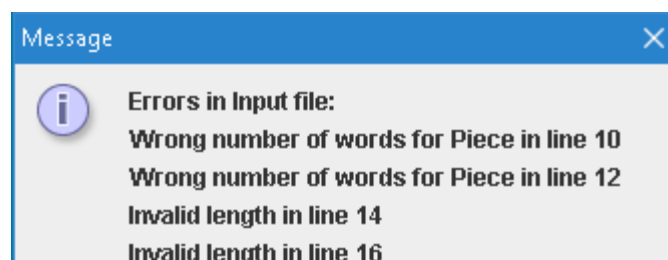 Message
Errors in Input file:
Wrong number of words for Piece in line 10
Wrong number of words for Piece in line 12
Invalid length in line 14
Invalid length in line 16